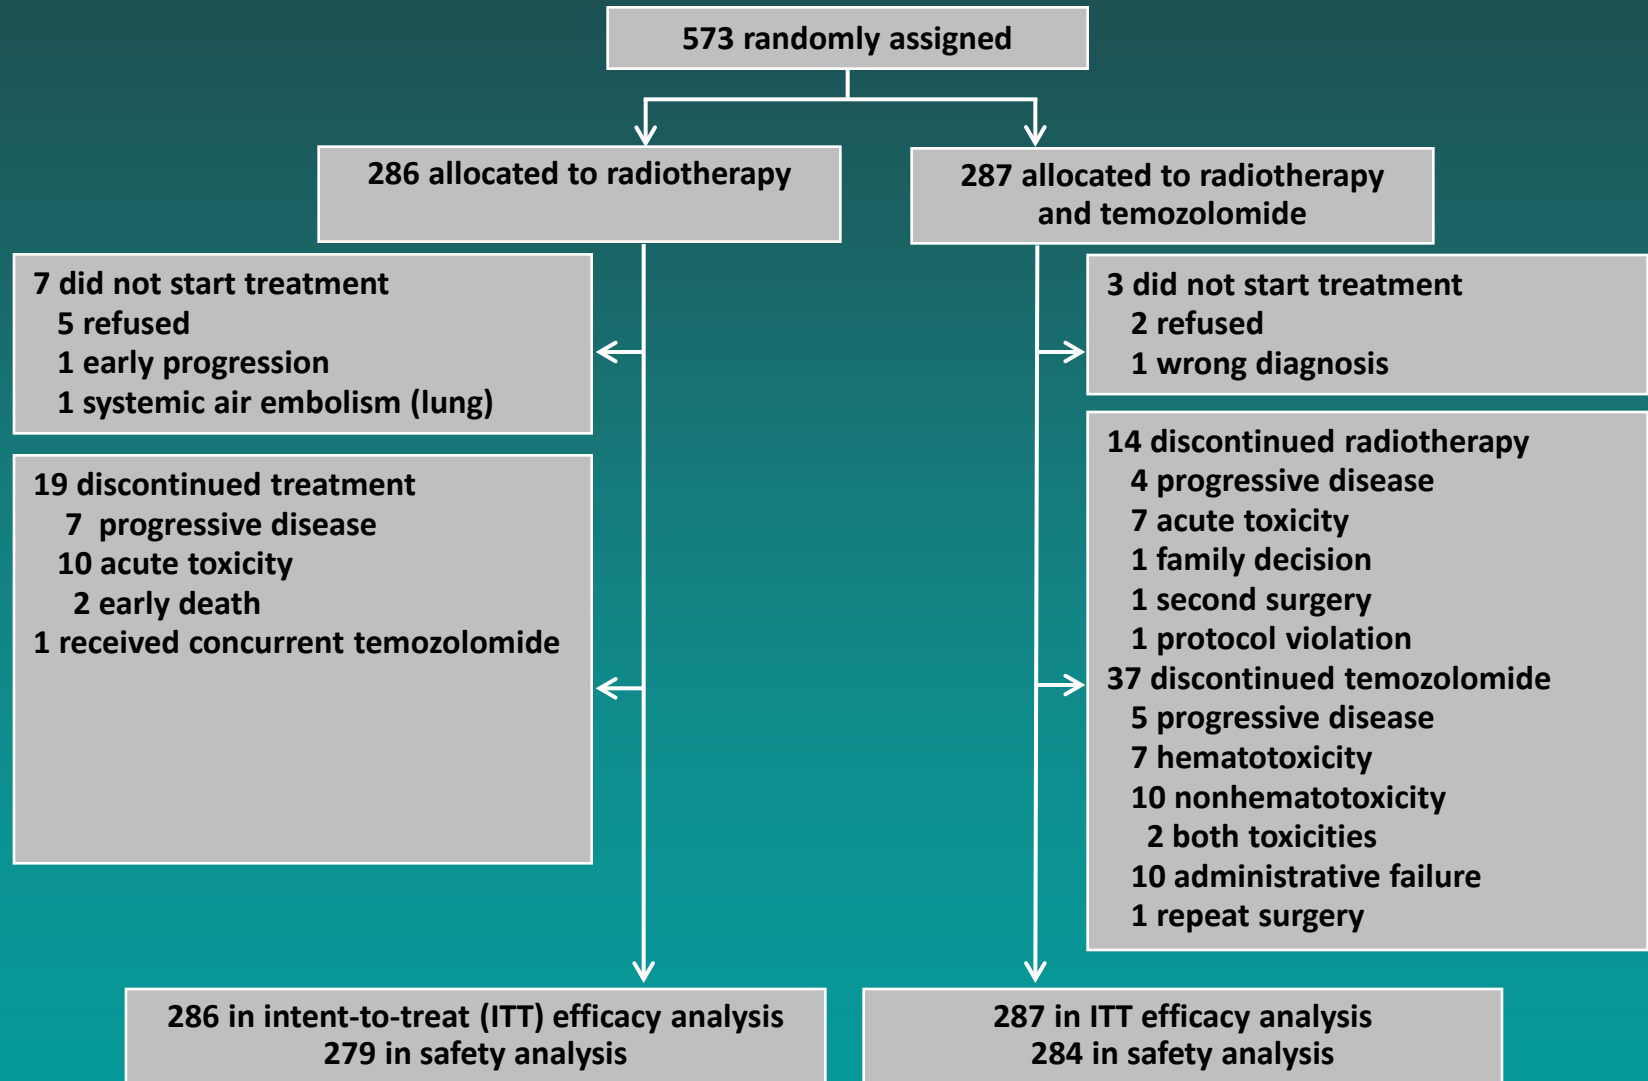 573 randomly assigned
286 allocated to radiotherapy
287 allocated to radiotherapy
and temozolomide
7 did not start treatment
5 refused
1 early progression
1 systemic air embolism (lung)
3 did not start treatment
2 refused
1 wrong diagnosis
19 discontinued treatment
7 progressive disease
10 acute toxicity
2 early death
1 received concurrent temozolomide
14 discontinued radiotherapy
4 progressive disease
7 acute toxicity
1 family decision
1 second surgery
1 protocol violation
37 discontinued temozolomide
5 progressive disease
7 hematotoxicity
10 nonhematotoxicity
2 both toxicities
10 administrative failure
1 repeat surgery
286 in intent-to-treat (ITT) efficacy analysis
279 in safety analysis
287 in ITT efficacy analysis
284 in safety analysis